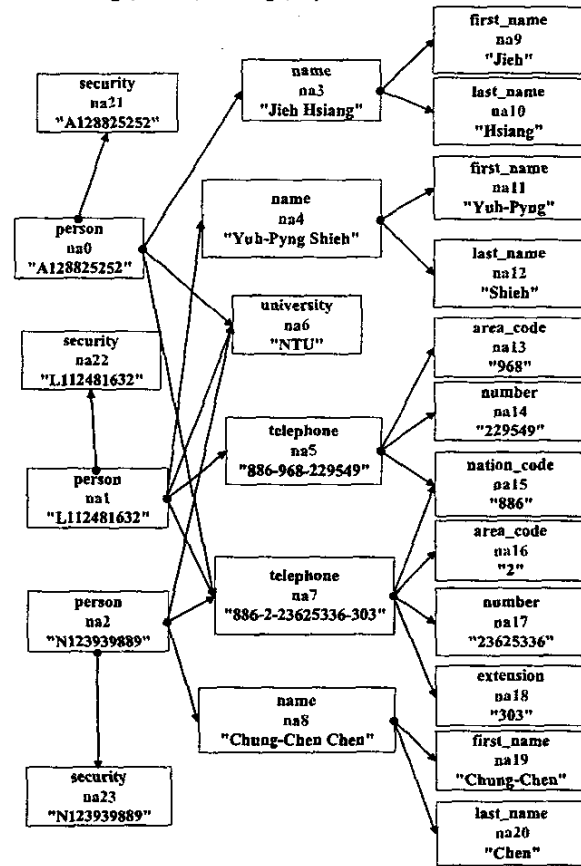 first_name
na9
"Jieh"
name
na3
"Jieh Hsiang"
security
na21
"A128825252"
last_name
na10
"Hsiang"
first_name
na11
"Yuh-Pyng"
name
na4
"Yuh-Pyng Shieh"
person
na0
"A128825252"
last_name
na12
"Shieh"
university
na6
"NTU"
area_code
na13
"968"
security
na22
"L112481632"
number
na14
"229549"
telephone
na5
"886-968-229549"
nation_code
na15
"886"
person
na1
"L112481632"
area_code
na16
"2"
telephone
na7
"886-2-23625336-303"
person
na2
"N123939889"
number
na17
"23625336"
extension
na18
"303"
name
na8
"Chung-Chen Chen"
first_name
na19
"Chung-Chen"
security
na23
"N123939889"
last_name
na20
"Chen"